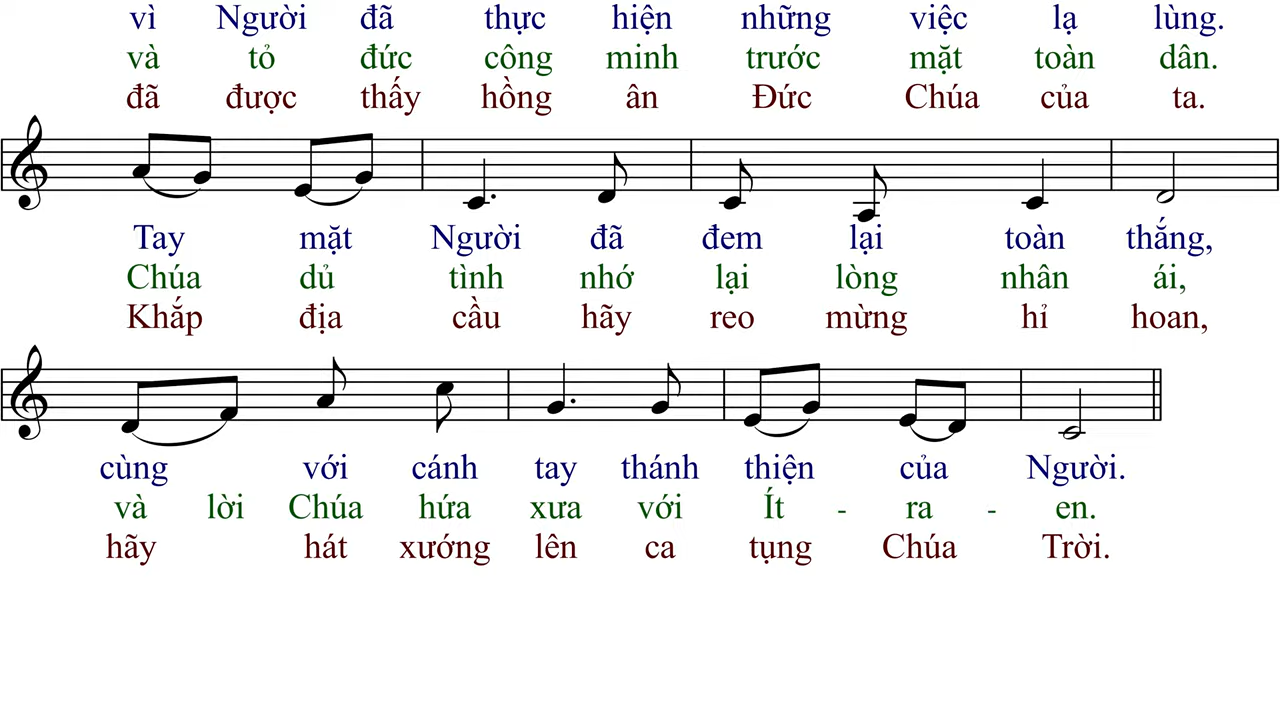 vì Người đã thực hiện những việc lạ lùng.
và tỏ đức công minh trước mặt toàn dân.
đã được thấy hồng ân Đức Chúa của ta.
Tay mặt Người đã đem lại toàn thắng,
Chúa dủ tình nhớ lại lòng nhân ái,
Khắp địa cầu hãy reo mừng hỉ hoan,
cùng với cánh tay thánh thiện của Người.
và lời Chúa hứa xưa với Ít - ra - en.
hãy hát xướng lên ca tụng Chúa Trời.